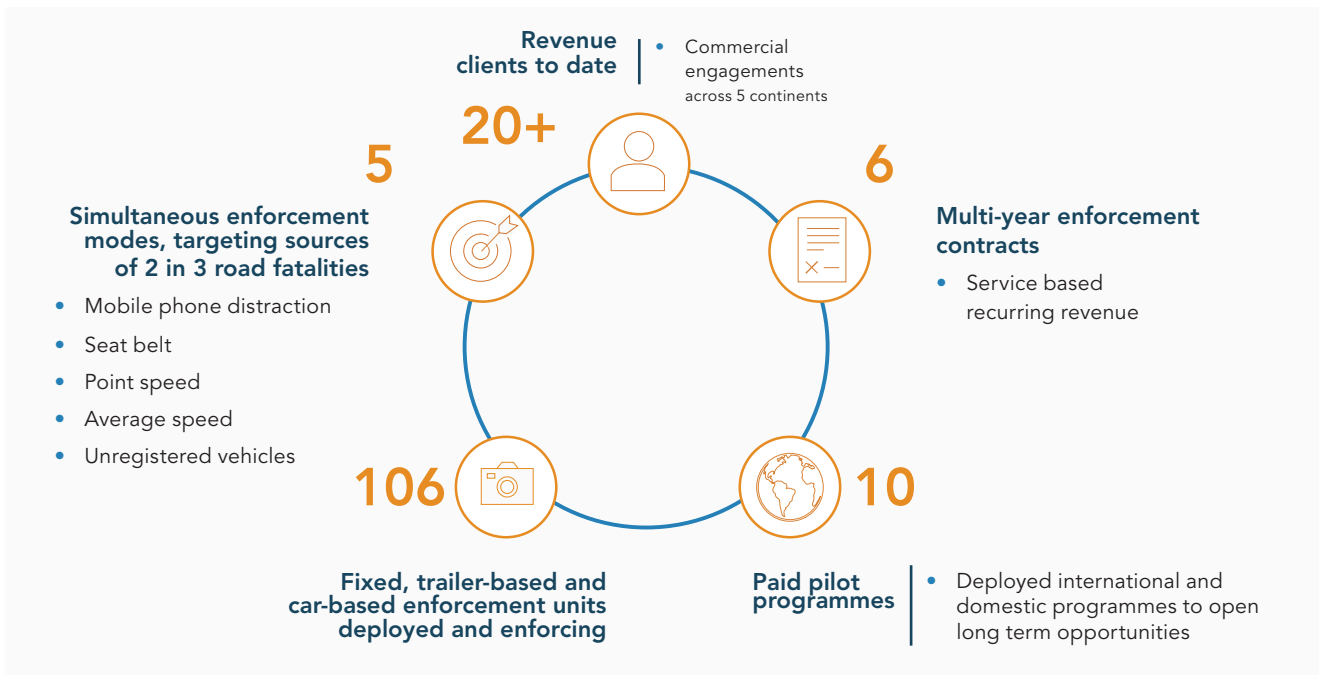 Revenue
clients to date
• Commercial
engagements
across 5 continents
20+
5
Simultaneous enforcement
modes, targeting sources
of 2 in 3 road fatalities
• Mobile phone distraction
• Seat belt
• Point speed
• Average speed
• Unregistered vehicles
6
Multi-year enforcement
contracts
• Service based
recurring revenue
106
Fixed, trailer-based and
car-based enforcement units
deployed and enforcing
10
Paid pilot
programmes
• Deployed international and
domestic programmes to open
long term opportunities